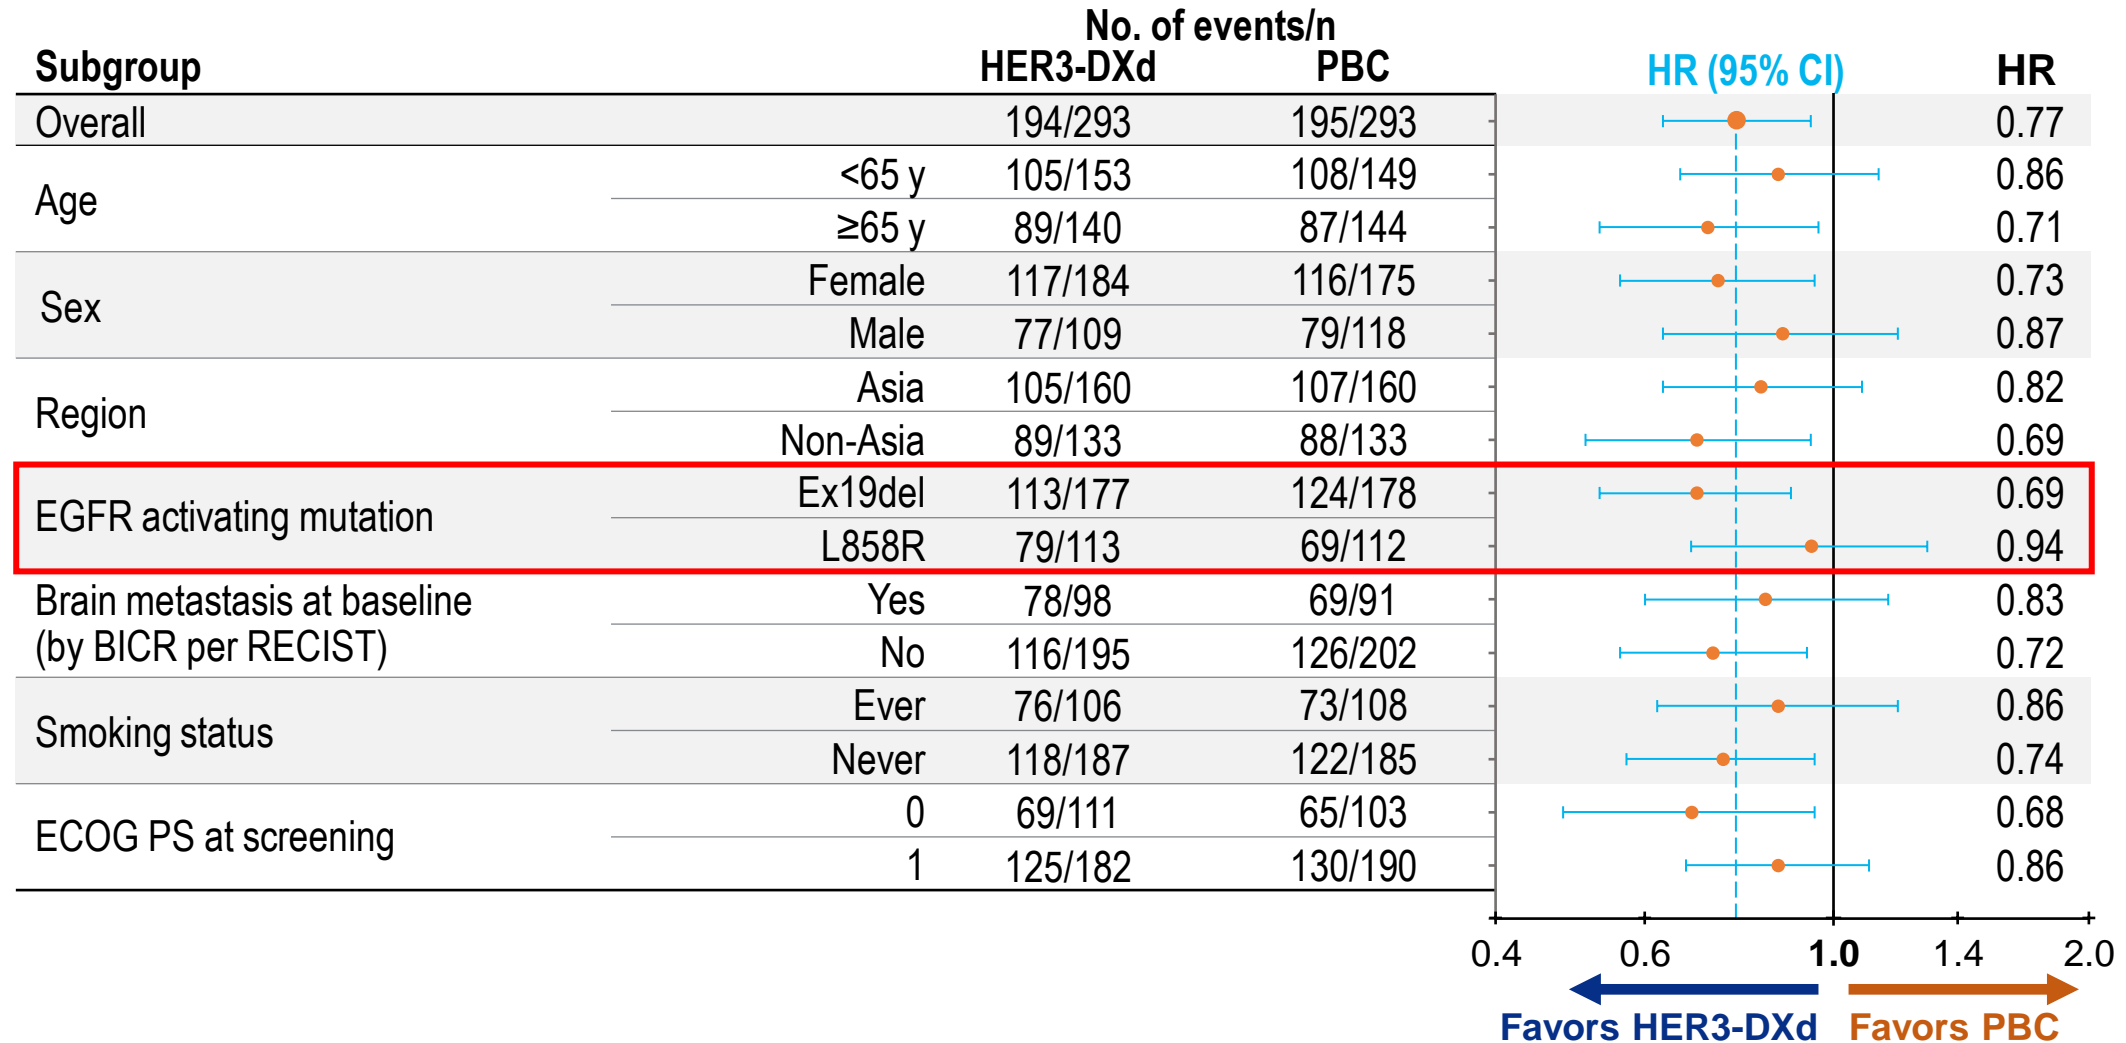 No. of events/n
Subgroup HER3-DXd PBC HR (95% CI) HR
Overall 194/293 195/293 0.77
Age
<65 y 105/153 108/149 0.86
≥65 y 89/140 87/144 0.71
Sex
Female 117/184 116/175 0.73
Male 77/109 79/118 0.87
Region
Asia 105/160 107/160 0.82
Non-Asia 89/133 88/133 0.69
EGFR activating mutation
Ex19del 113/177 124/178 0.69
L858R 79/113 69/112 0.94
Brain metastasis at baseline
(by BICR per RECIST)
Yes 78/98 69/91 0.83
No 116/195 126/202 0.72
Smoking status
Ever 76/106 73/108 0.86
Never 118/187 122/185 0.74
ECOG PS at screening
0 69/111 65/103 0.68
1 125/182 130/190 0.86
0.4 0.6 1.0 1.4 2.0
Favors HER3-DXd Favors PBC